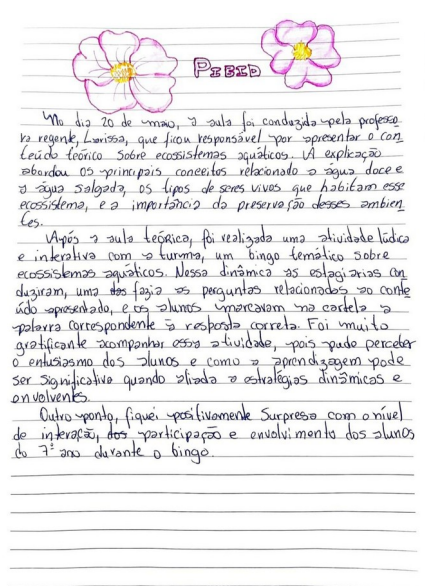 PIBID
No dia 20 de maio, a aula foi conduzida pela professo
ra regente, Larissa, que ficou responsável por apresentar o con
teúdo teórico sobre ecossistemas aquáticos. A explicação
abordou os principais conceitos relacionado a água doce e
a água salgada, os tipos de seres vivos que habitam esse
ecossistema, e a importância da preservação desses ambien
tes.
Após a aula teórica, foi realizada uma atividade lúdica
e interativa com a turma, um bingo temático sobre
ecossistemas aquáticos. Nessa dinâmica as estagiárias con
duziram, uma das fazia as perguntas relacionados ao conte
údo apresentado, e os alunos marcavam na cartela a
palavra correspondente à resposta correta. Foi muito
gratificante acompanhar essa atividade, pois pude perceber
o entusiasmo dos alunos e como a aprendizagem pode
ser significativa quando aliada a estratégias dinâmicas e
envolventes.
Outro ponto, fiquei positivamente surpresa com o nível
de interação, dos participação e envolvimento dos alunos
do 7º ano durante o bingo.